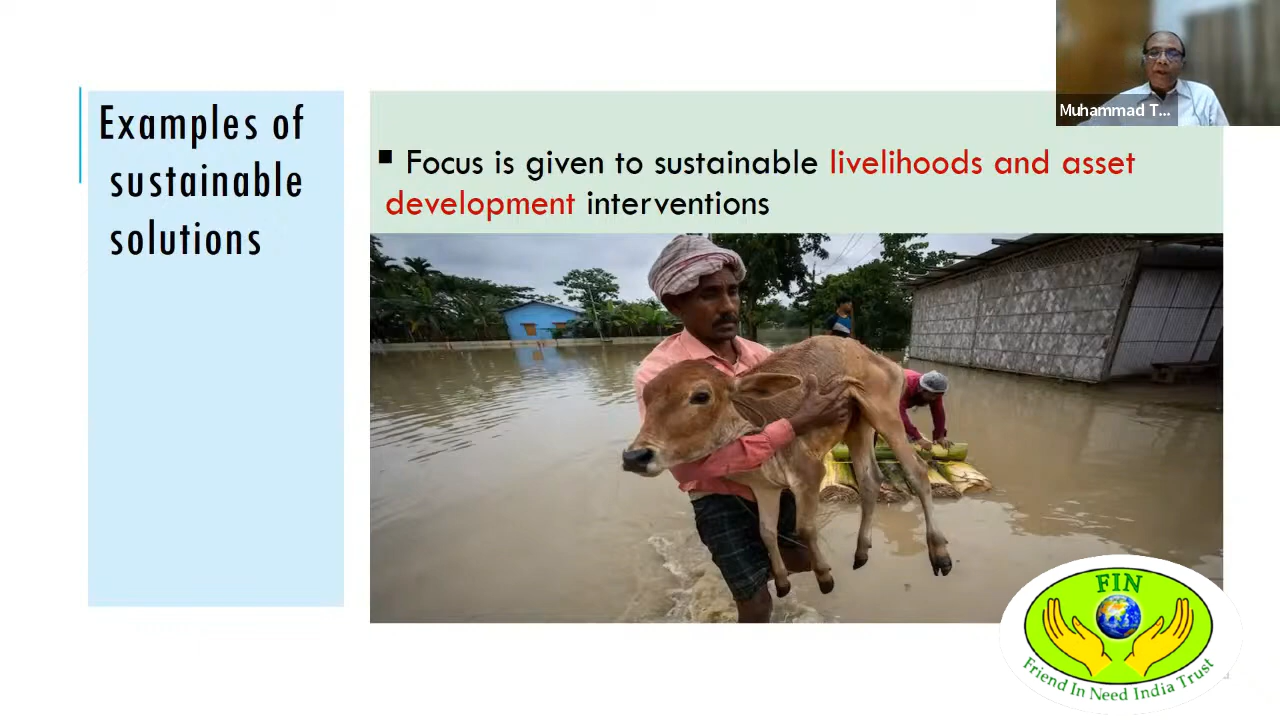 Examples of
sustainable
solutions
▪ Focus is given to sustainable livelihoods and asset
development interventions
Muhammad T...
FIN
Friend In Need India Trust